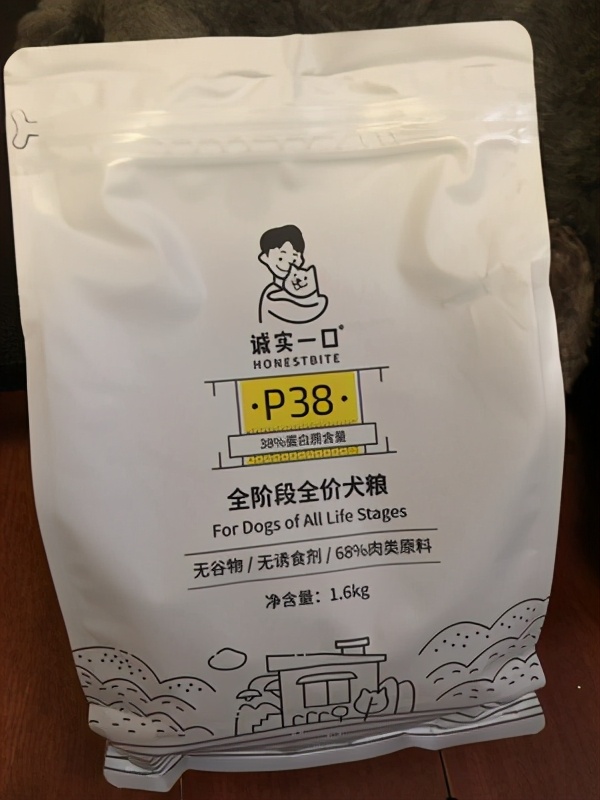 诚实一口®
HONESTBITE
·P38·
38%蛋白质含量
全阶段全价犬粮
For Dogs of All Life Stages
无谷物 / 无诱食剂 / 68%肉类原料
净含量：1.6kg